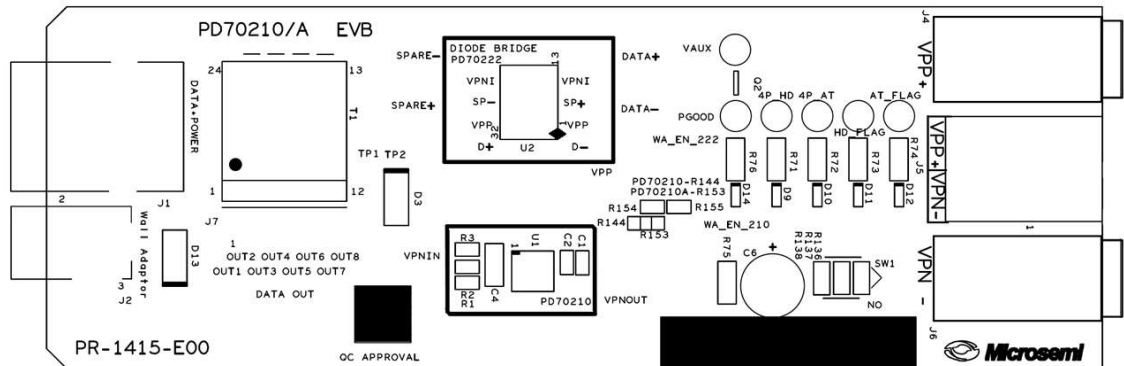 PD70210/A EVB
J4
VPP +
24
13
DATA+POWER
T1
SPARE-
DIODE BRIDGE
PD70222
13
DATA+
VAUX
Q2
VPNI VPNI
SPARE+
SP- SP+
DATA-
PGOOD
4P_HD 4P_AT AT_FLAG
HD_FLAG
VPP VPP
32 1
D+ U2 D-
WA_EN_222
R76 R71 R72 R73 R74
J5
VPP+ VPN-
TP1 TP2
VPP
1
12
D3
PD70210-R144
PD70210A-R153
D14 D9 D10 D11 D12
2
J1
J7
R154 R155
R144
R153
WA_EN_210
1
Wall Adaptor
D13
1
OUT2 OUT4 OUT6 OUT8
OUT1 OUT3 OUT5 OUT7
DATA OUT
VPNIN
R3
R2
R1
C4
1
U1
C2 C1
PD70210
VPNOUT
R75
C6
+
R138 R137 R136
SW1
NO
VPN -
3
J2
J6
PR-1415-E00
QC APPROVAL
Microsemi